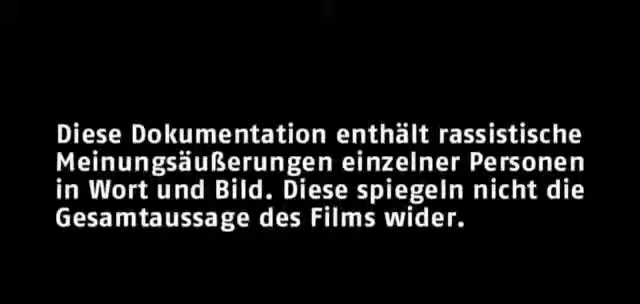 Diese Dokumentation enthält rassistische
Meinungsäußerungen einzelner Personen
in Wort und Bild. Diese spiegeln nicht die
Gesamtaussage des Films wider.